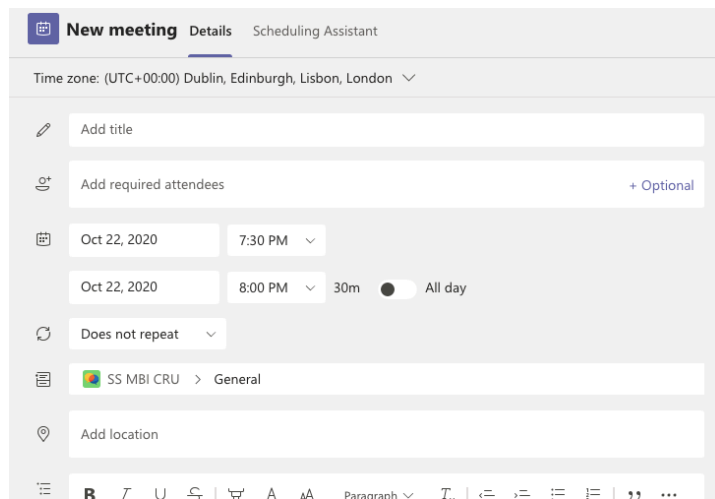 New meeting Details Scheduling Assistant
Time zone: (UTC+00:00) Dublin, Edinburgh, Lisbon, London
Add title
Add required attendees + Optional
Oct 22, 2020 7:30 PM
Oct 22, 2020 8:00 PM 30m All day
Does not repeat
SS MBI CRU > General
Add location
B I U S A AA Paragraph T